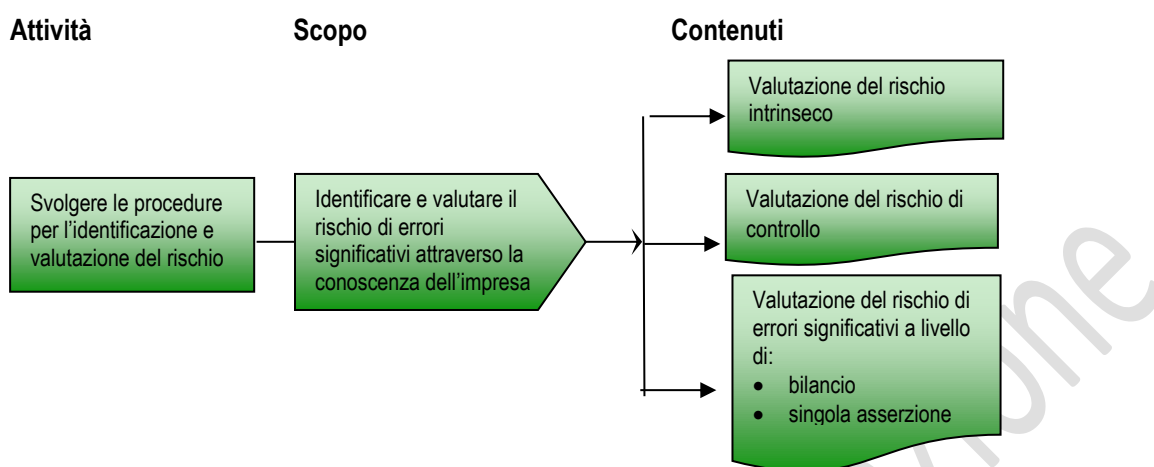 Attività Scopo Contenuti
Svolgere le procedure
per l'identificazione e
valutazione del rischio
Identificare e valutare il
rischio di errori
significativi attraverso la
conoscenza dell'impresa
Valutazione del rischio
intrinseco
Valutazione del rischio di
controllo
Valutazione del rischio di
errori significativi a livello
di:
• bilancio
• singola asserzione